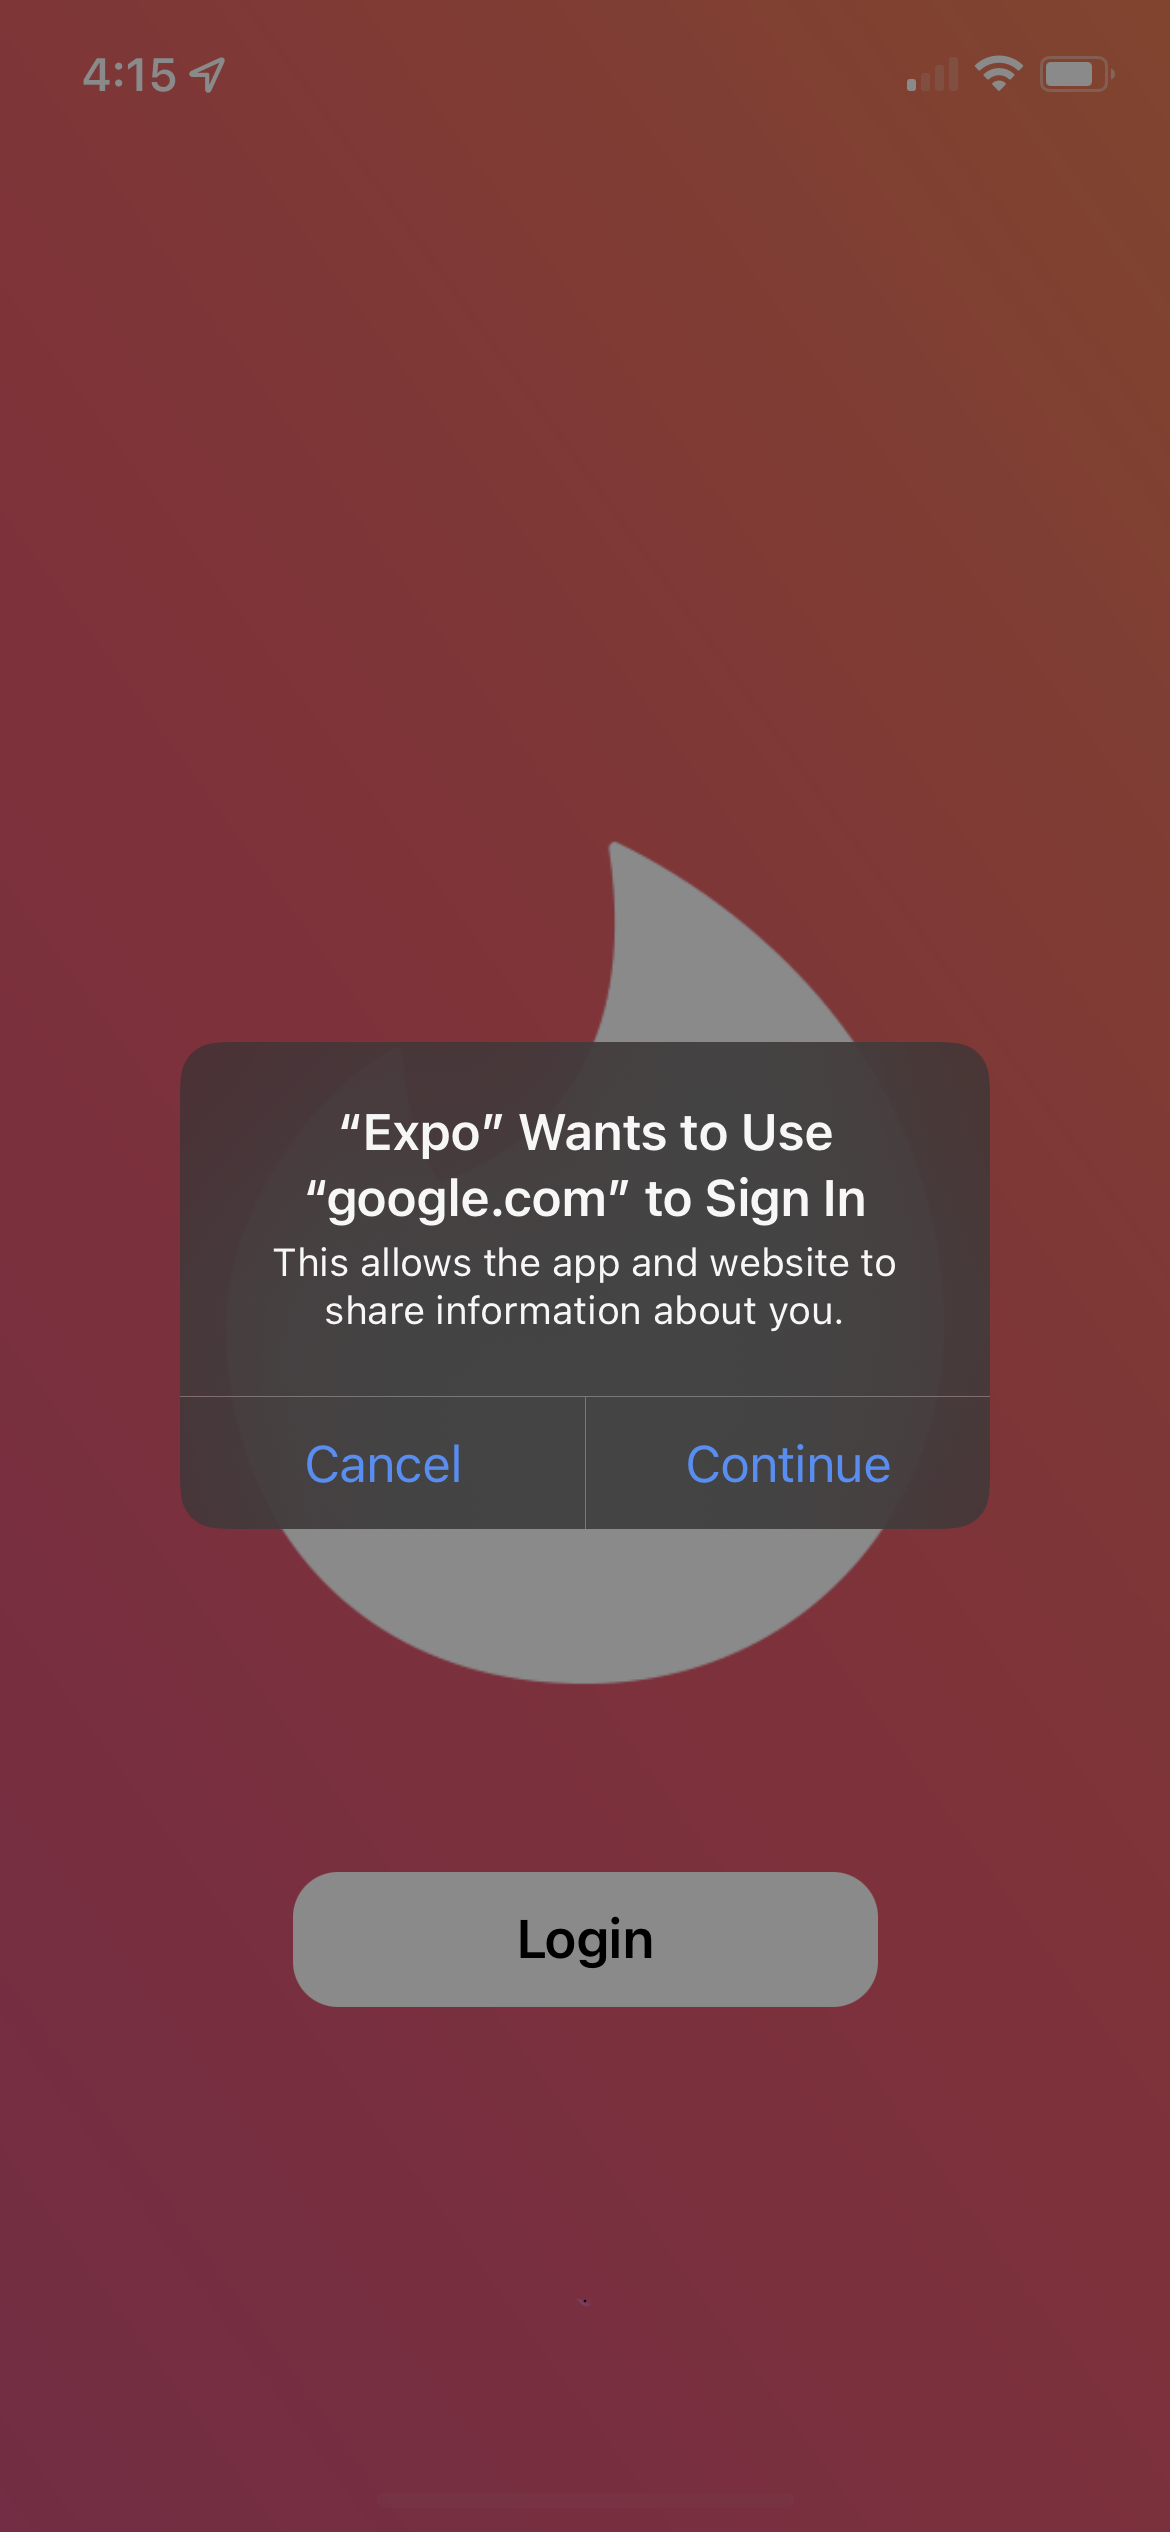 4:15
“Expo” Wants to Use
“google.com” to Sign In
This allows the app and website to
share information about you.
Cancel
Continue
Login